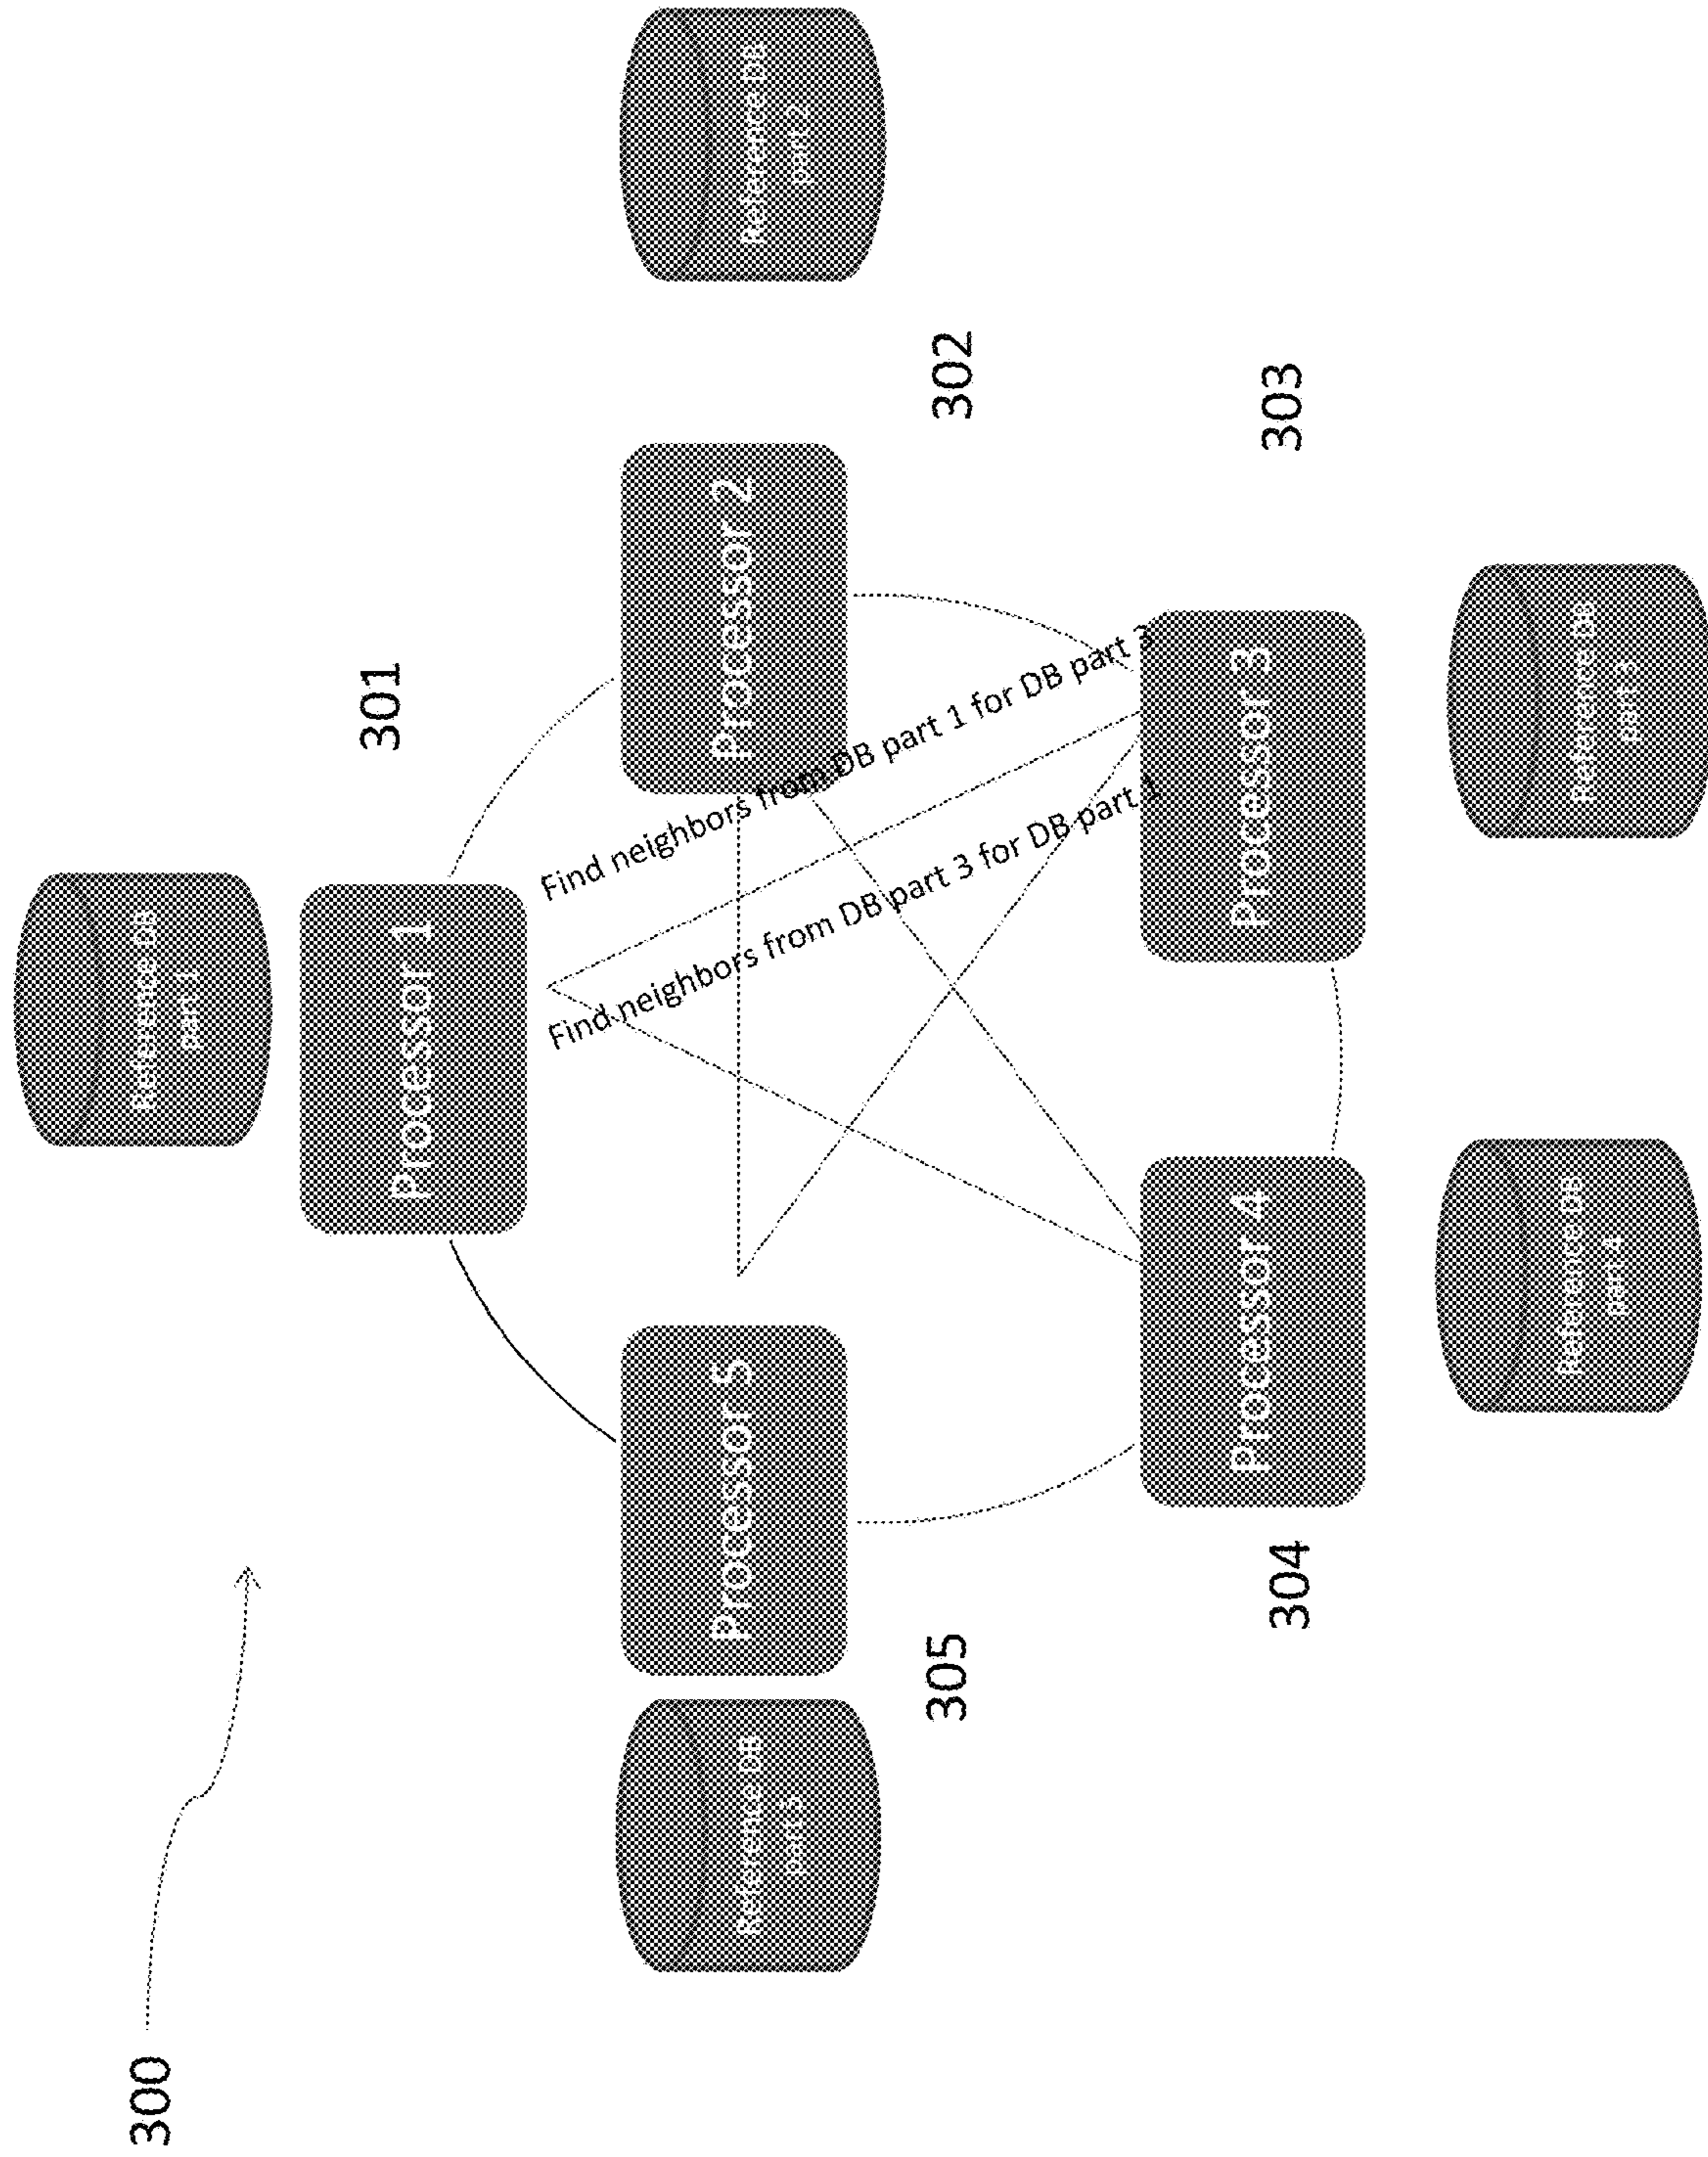 300
Reference DB
part 1
Processor 1
301
Reference DB
part 5
Processor 5
305
Processor 2
302
Reference DB
part 2
Find neighbors from DB part 1 for DB part 3
Find neighbors from DB part 3 for DB part 1
Processor 4
304
Processor 3
303
Reference DB
part 4
Reference DB
part 3